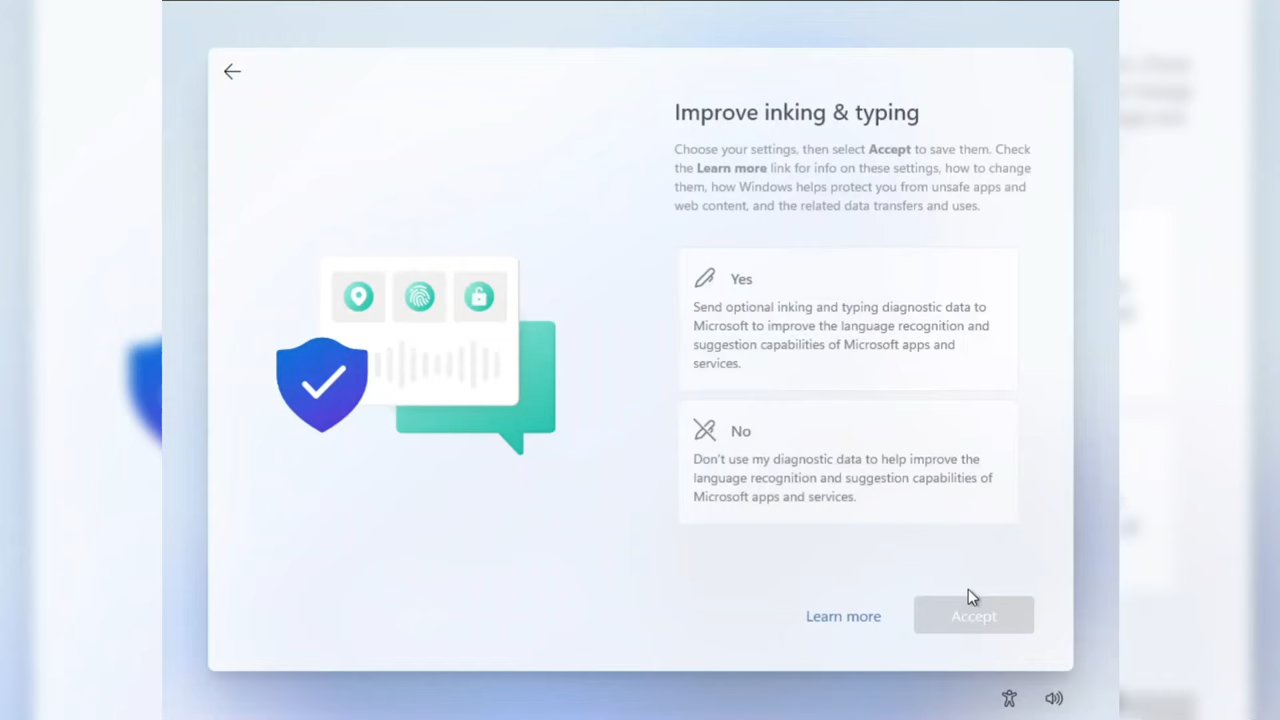 Improve inking & typing
Choose your settings, then select Accept to save them. Check
the Learn more link for info on these settings, how to change
them, how Windows helps protect you from unsafe apps and
web content, and the related data transfers and uses.
Yes
Send optional inking and typing diagnostic data to
Microsoft to improve the language recognition and
suggestion capabilities of Microsoft apps and
services.
No
Don't use my diagnostic data to help improve the
language recognition and suggestion capabilities of
Microsoft apps and services.
Learn more
Accept